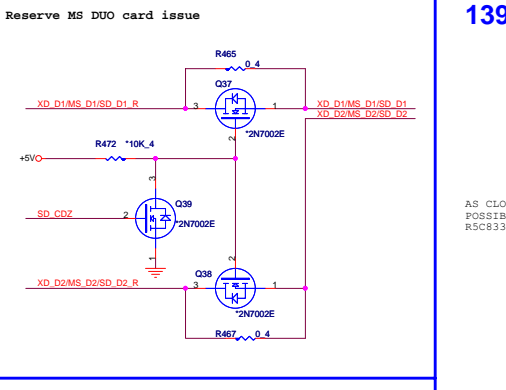 Reserve MS DUO card issue
139
R465
0_4
Q37
XD_D1/MS_D1/SD_D1_R
3
1
XD_D1/MS_D1/SD_D1
XD_D2/MS_D2/SD_D2
*2N7002E
2
R472
*10K_4
+5V
3
Q39
SD_CDZ
2
*2N7002E
1
AS CLO
POSSIB
R5C833
2
Q38
XD_D2/MS_D2/SD_D2_R
3
1
*2N7002E
R467
0_4